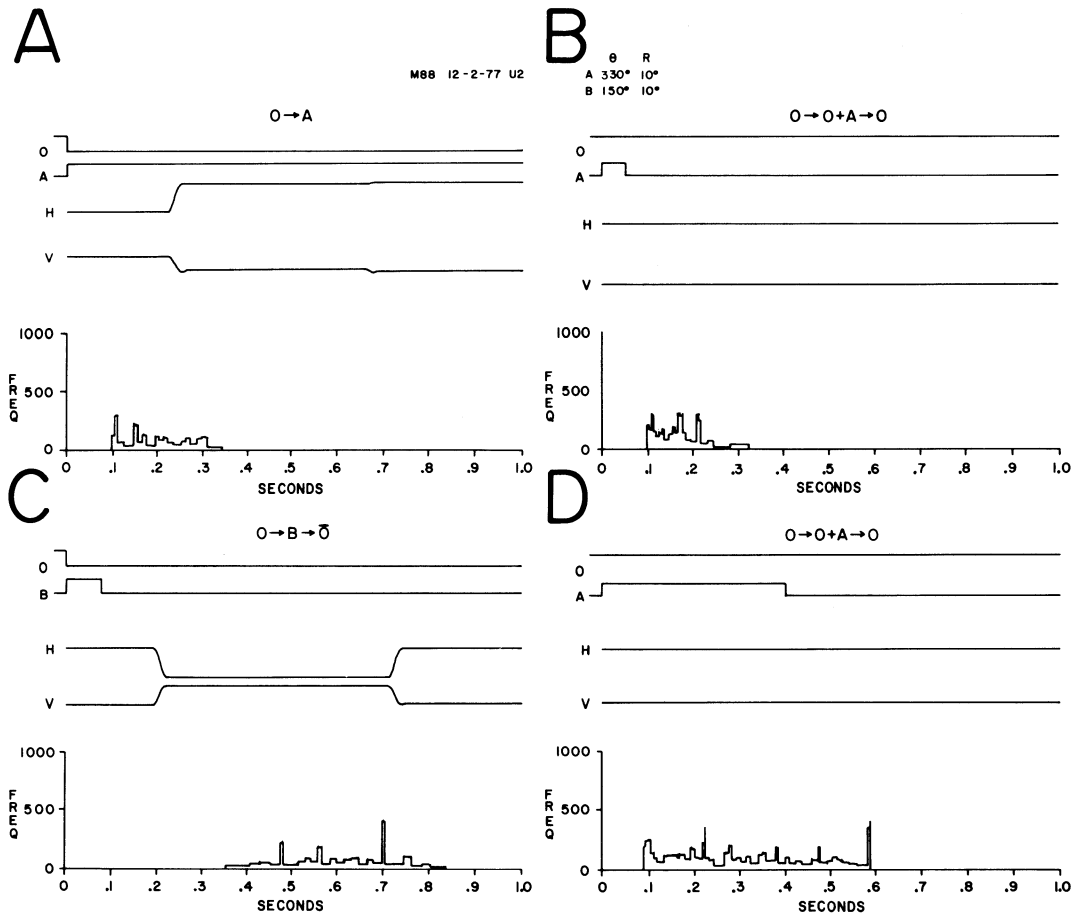 A
M88 12-2-77 U2
O→A
O
A
H
V
1000
500
0
FREQ
0 .1 .2 .3 .4 .5 .6 .7 .8 .9 1.0
SECONDS
B
θ R
A 330° 10°
B 150° 10°
O→O+A→O
O
A
H
V
1000
500
0
FREQ
0 .1 .2 .3 .4 .5 .6 .7 .8 .9 1.0
SECONDS
C
O→B→Ō
O
B
H
V
1000
500
0
FREQ
0 .1 .2 .3 .4 .5 .6 .7 .8 .9 1.0
SECONDS
D
O→O+A→O
O
A
H
V
1000
500
0
FREQ
0 .1 .2 .3 .4 .5 .6 .7 .8 .9 1.0
SECONDS